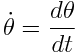 θ̇ = dθ/dt